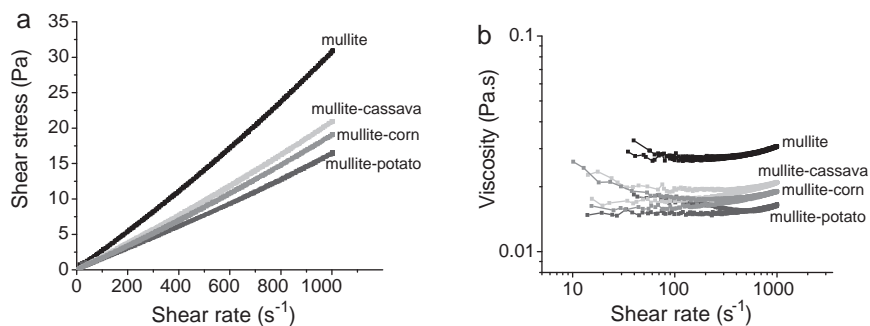 a
35
30
25
20
15
10
5
0
Shear stress (Pa)
mullite
mullite-cassava
mullite-corn
mullite-potato
0 200 400 600 800 1000
Shear rate (s⁻¹)
b
0.1
0.01
Viscosity (Pa.s)
mullite
mullite-cassava
mullite-corn
mullite-potato
10 100 1000
Shear rate (s⁻¹)